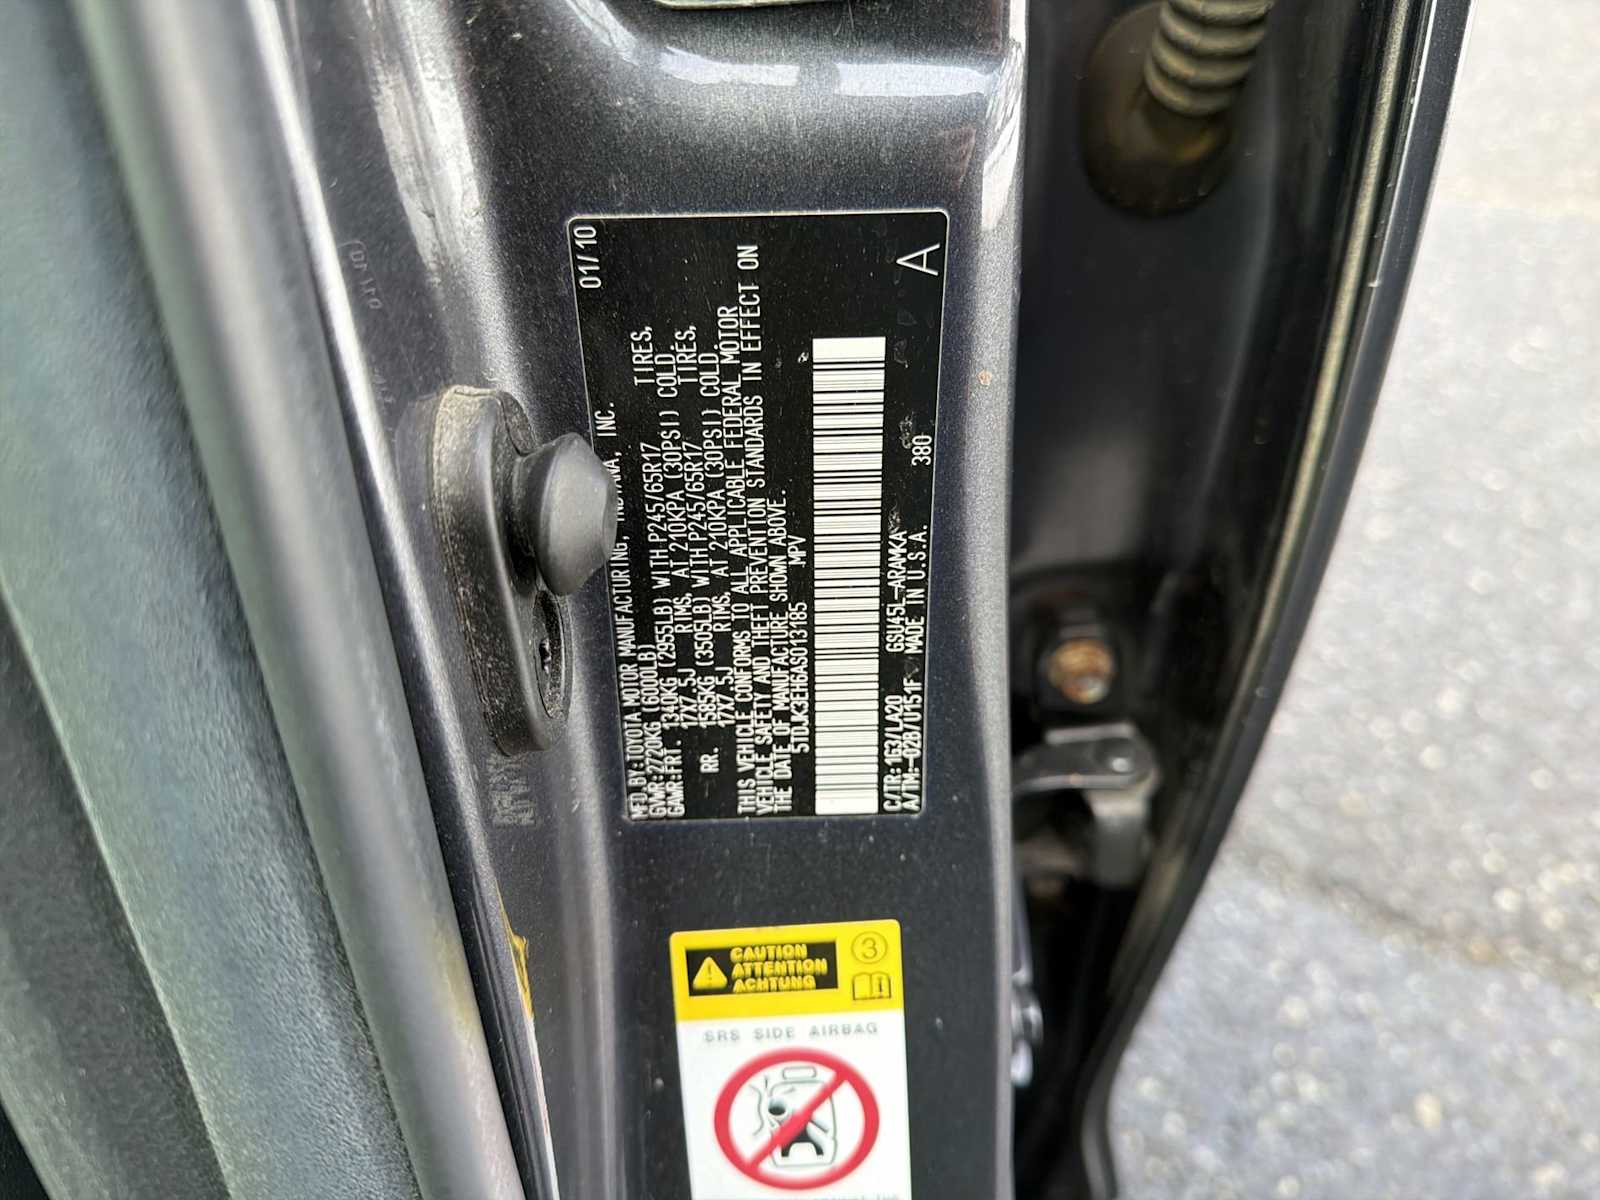 01/10
MFD.BY:TOYOTA MOTOR MANUFACTURING, INDIANA, INC.
GVWR:2720KG (6000LB)
GAWR:FRT. 1340KG (2955LB) WITH P245/65R17 TIRES,
17X7.5J RIMS, AT 210KPA (30PSI) COLD.
RR. 1585KG (3505LB) WITH P245/65R17 TIRES,
17X7.5J RIMS, AT 210KPA (30PSI) COLD.
THIS VEHICLE CONFORMS TO ALL APPLICABLE FEDERAL MOTOR
VEHICLE SAFETY AND THEFT PREVENTION STANDARDS IN EFFECT ON
THE DATE OF MANUFACTURE SHOWN ABOVE.
5TDJK3EH6AS013185 MPV
C/TR:1G3/LA20 GSU45L-ARAMKA
A/TM:-02B/U151F MADE IN U.S.A. 380
A
CAUTION
ATTENTION
ACHTUNG
3
SRS SIDE AIRBAG